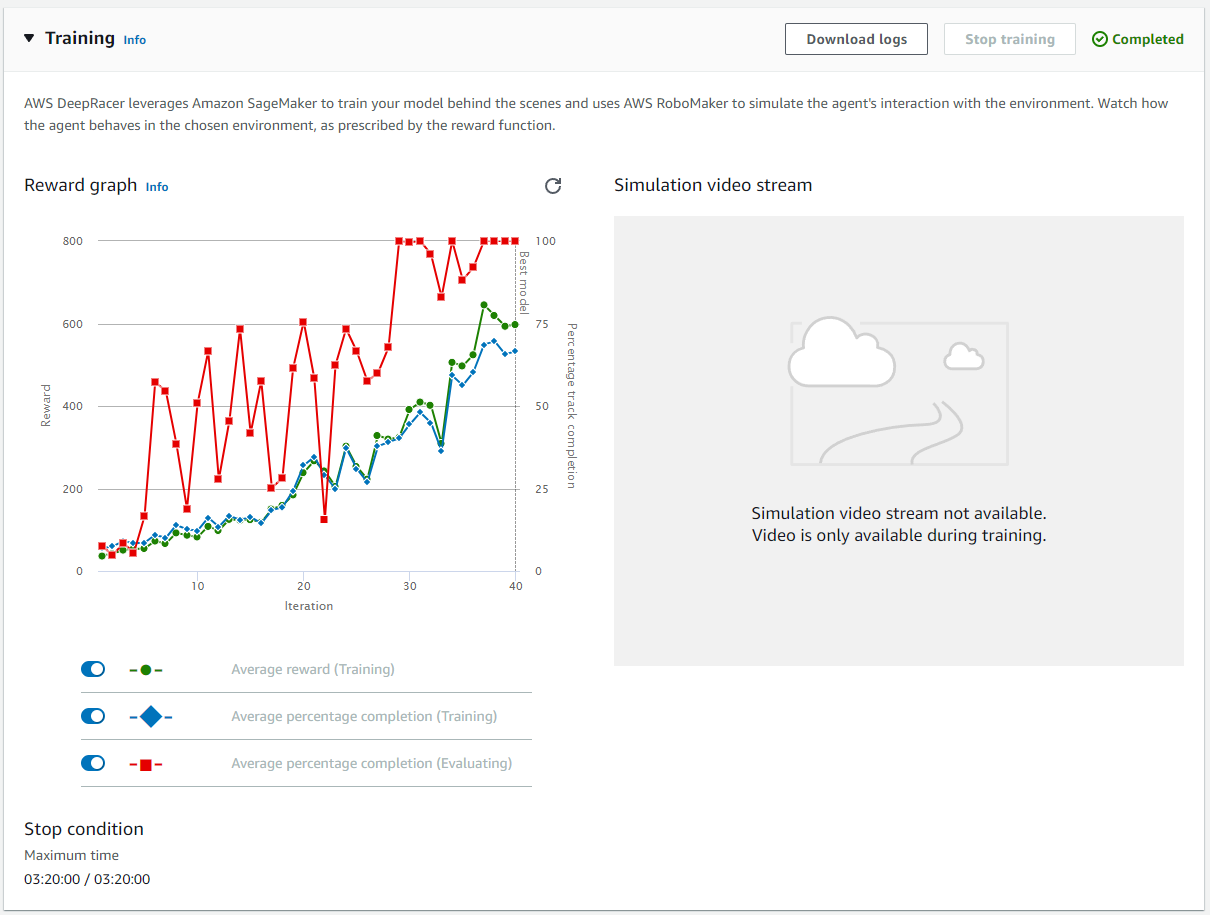 Training Info
Download logs
Stop training
Completed
AWS DeepRacer leverages Amazon SageMaker to train your model behind the scenes and uses AWS RoboMaker to simulate the agent's interaction with the environment. Watch how
the agent behaves in the chosen environment, as prescribed by the reward function.
Reward graph Info
800
600
400
200
0
Reward
10
20
30
40
Iteration
100
75
50
25
0
Best model
Percentage track completion
Average reward (Training)
Average percentage completion (Training)
Average percentage completion (Evaluating)
Simulation video stream
Simulation video stream not available.
Video is only available during training.
Stop condition
Maximum time
03:20:00 / 03:20:00